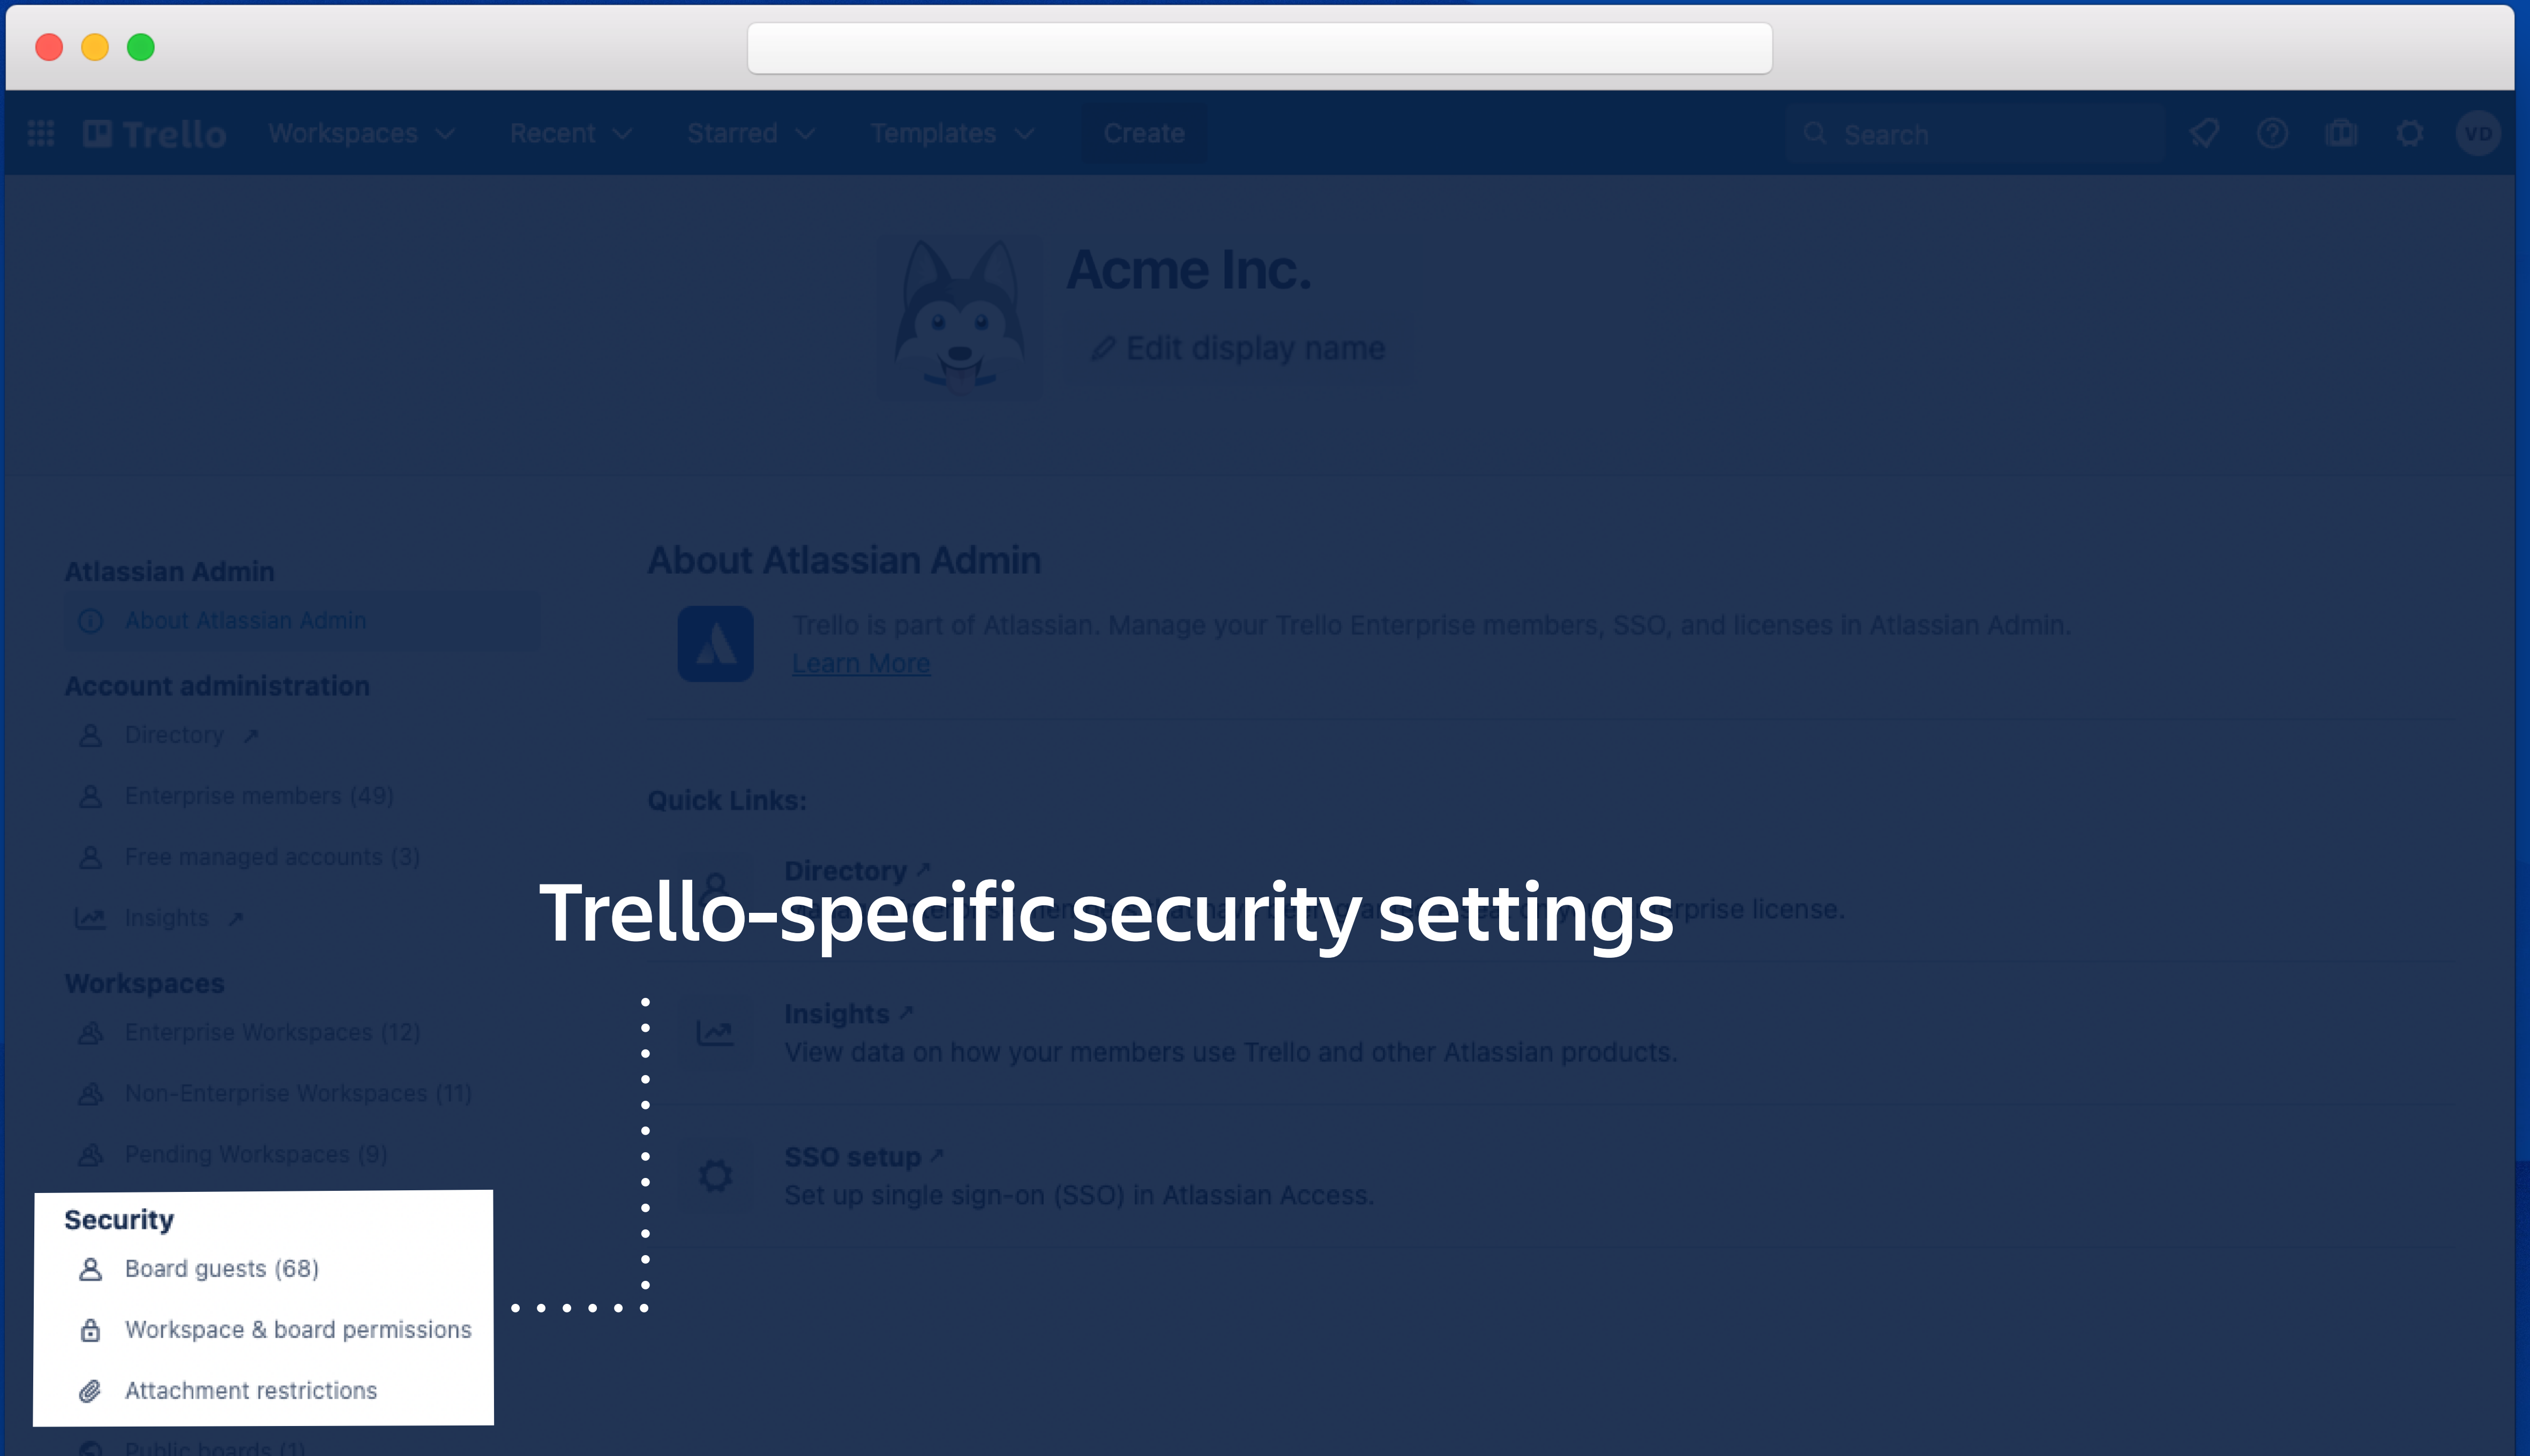 Trello Workspaces Recent Starred Templates Create Search VD
Acme Inc.
Edit display name
Atlassian Admin
About Atlassian Admin
Account administration
Directory ↗
Enterprise members (49)
Free managed accounts (3)
Insights ↗
Workspaces
Enterprise Workspaces (12)
Non-Enterprise Workspaces (11)
Pending Workspaces (9)
Security
Board guests (68)
Workspace & board permissions
Attachment restrictions
Public boards (1)
About Atlassian Admin
Trello is part of Atlassian. Manage your Trello Enterprise members, SSO, and licenses in Atlassian Admin.
Learn More
Quick Links:
Directory ↗
Trello-specific security settings
license.
Insights ↗
View data on how your members use Trello and other Atlassian products.
SSO setup ↗
Set up single sign-on (SSO) in Atlassian Access.